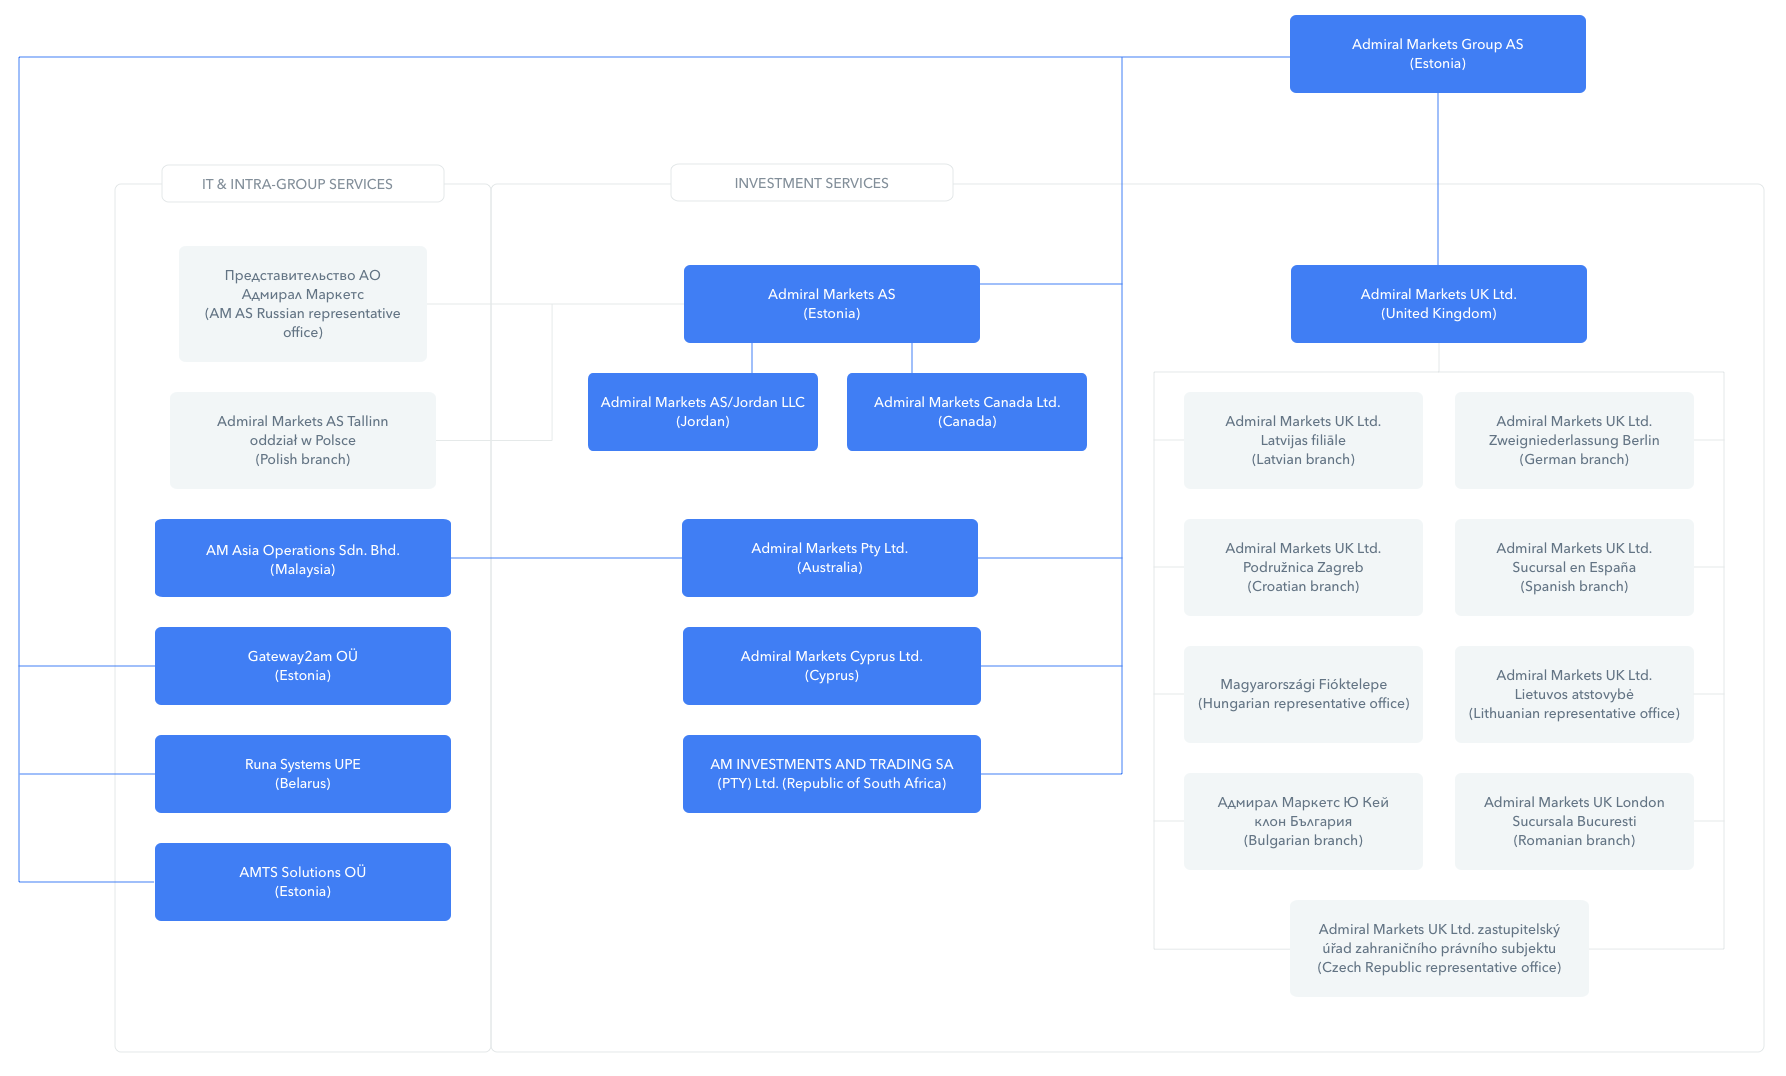 Admiral Markets Group AS
(Estonia)
IT & INTRA-GROUP SERVICES
INVESTMENT SERVICES
Представительство АО
Адмирал Маркетс
(AM AS Russian representative
office)
Admiral Markets AS Tallinn
oddział w Polsce
(Polish branch)
AM Asia Operations Sdn. Bhd.
(Malaysia)
Gateway2am OÜ
(Estonia)
Runa Systems UPE
(Belarus)
AMTS Solutions OÜ
(Estonia)
Admiral Markets AS
(Estonia)
Admiral Markets AS/Jordan LLC
(Jordan)
Admiral Markets Canada Ltd.
(Canada)
Admiral Markets Pty Ltd.
(Australia)
Admiral Markets Cyprus Ltd.
(Cyprus)
AM INVESTMENTS AND TRADING SA
(PTY) Ltd. (Republic of South Africa)
Admiral Markets UK Ltd.
(United Kingdom)
Admiral Markets UK Ltd.
Latvijas filiāle
(Latvian branch)
Admiral Markets UK Ltd.
Zweigniederlassung Berlin
(German branch)
Admiral Markets UK Ltd.
Podružnica Zagreb
(Croatian branch)
Admiral Markets UK Ltd.
Sucursal en España
(Spanish branch)
Magyarországi Fióktelepe
(Hungarian representative office)
Admiral Markets UK Ltd.
Lietuvos atstovybė
(Lithuanian representative office)
Адмирал Маркетс Ю Кей
клон България
(Bulgarian branch)
Admiral Markets UK London
Sucursala Bucuresti
(Romanian branch)
Admiral Markets UK Ltd. zastupitelský
úřad zahraničního právního subjektu
(Czech Republic representative office)